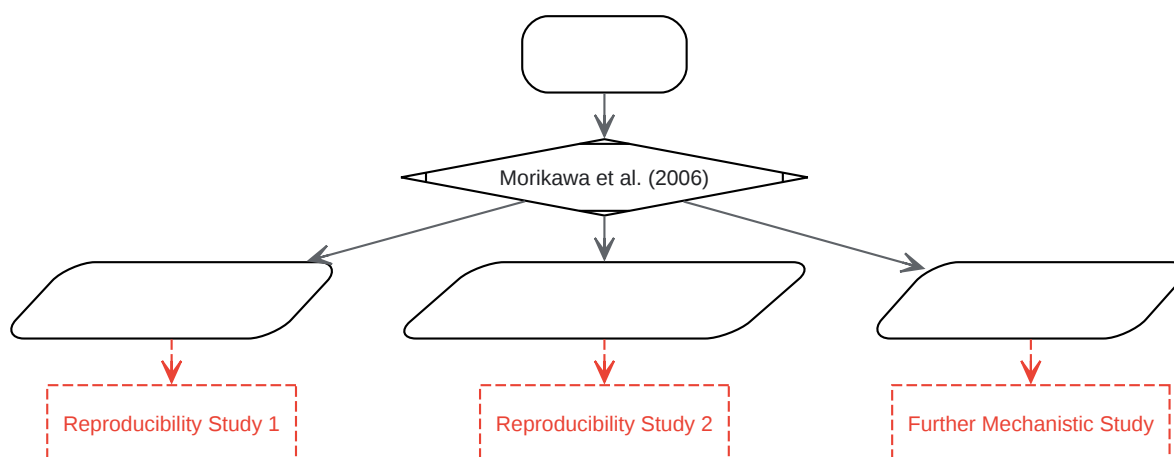 Morikawa et al. (2006)
Reproducibility Study 1
Reproducibility Study 2
Further Mechanistic Study